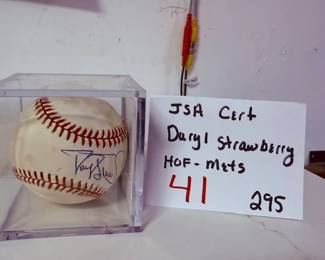 JSA Cert
Daryl Strawberry
HOF - Mets
41
295